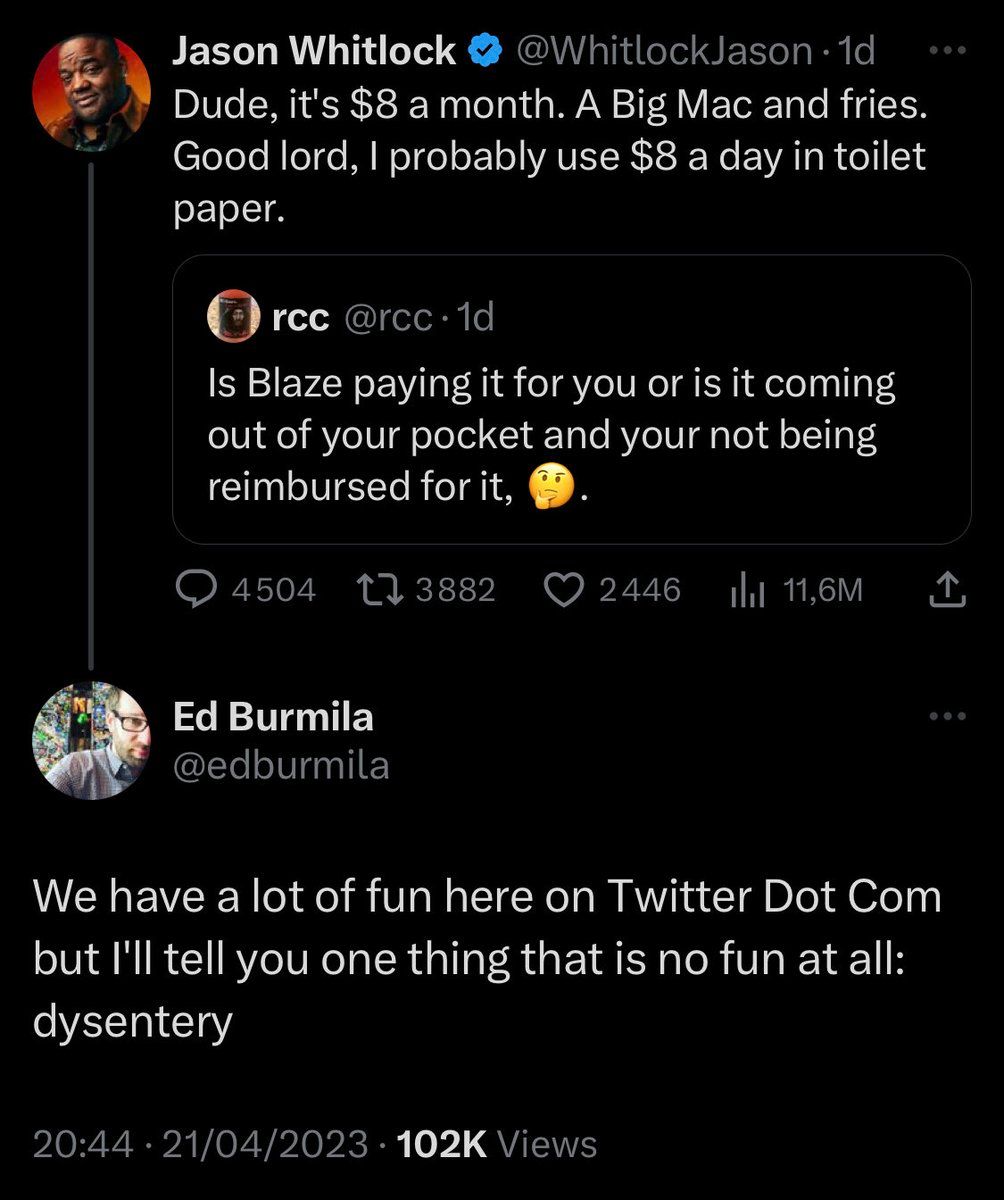 Jason Whitlock @WhitlockJason · 1d
Dude, it's $8 a month. A Big Mac and fries.
Good lord, I probably use $8 a day in toilet
paper.
rcc @rcc · 1d
Is Blaze paying it for you or is it coming
out of your pocket and your not being
reimbursed for it, 🤔.
4504 3882 2446 11,6M
Ed Burmila
@edburmila
We have a lot of fun here on Twitter Dot Com
but I'll tell you one thing that is no fun at all:
dysentery
20:44 · 21/04/2023 · 102K Views